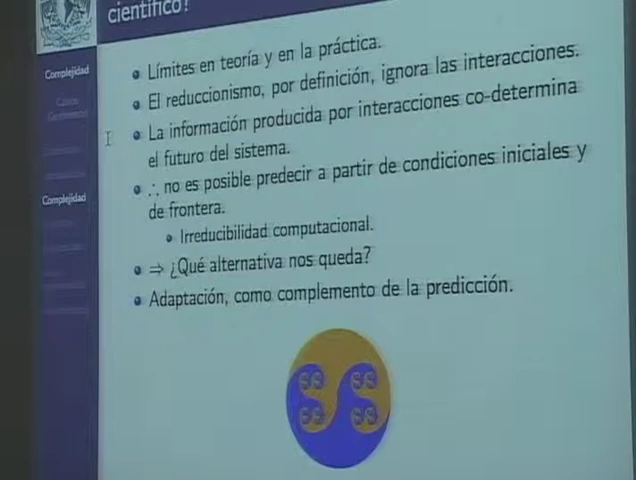 científico?
Complejidad
Complejidad
Límites en teoría y en la práctica.
El reduccionismo, por definición, ignora las interacciones.
La información producida por interacciones co-determina
el futuro del sistema.
∴ no es posible predecir a partir de condiciones iniciales y
de frontera.
Irreducibilidad computacional.
⇒ ¿Qué alternativa nos queda?
Adaptación, como complemento de la predicción.